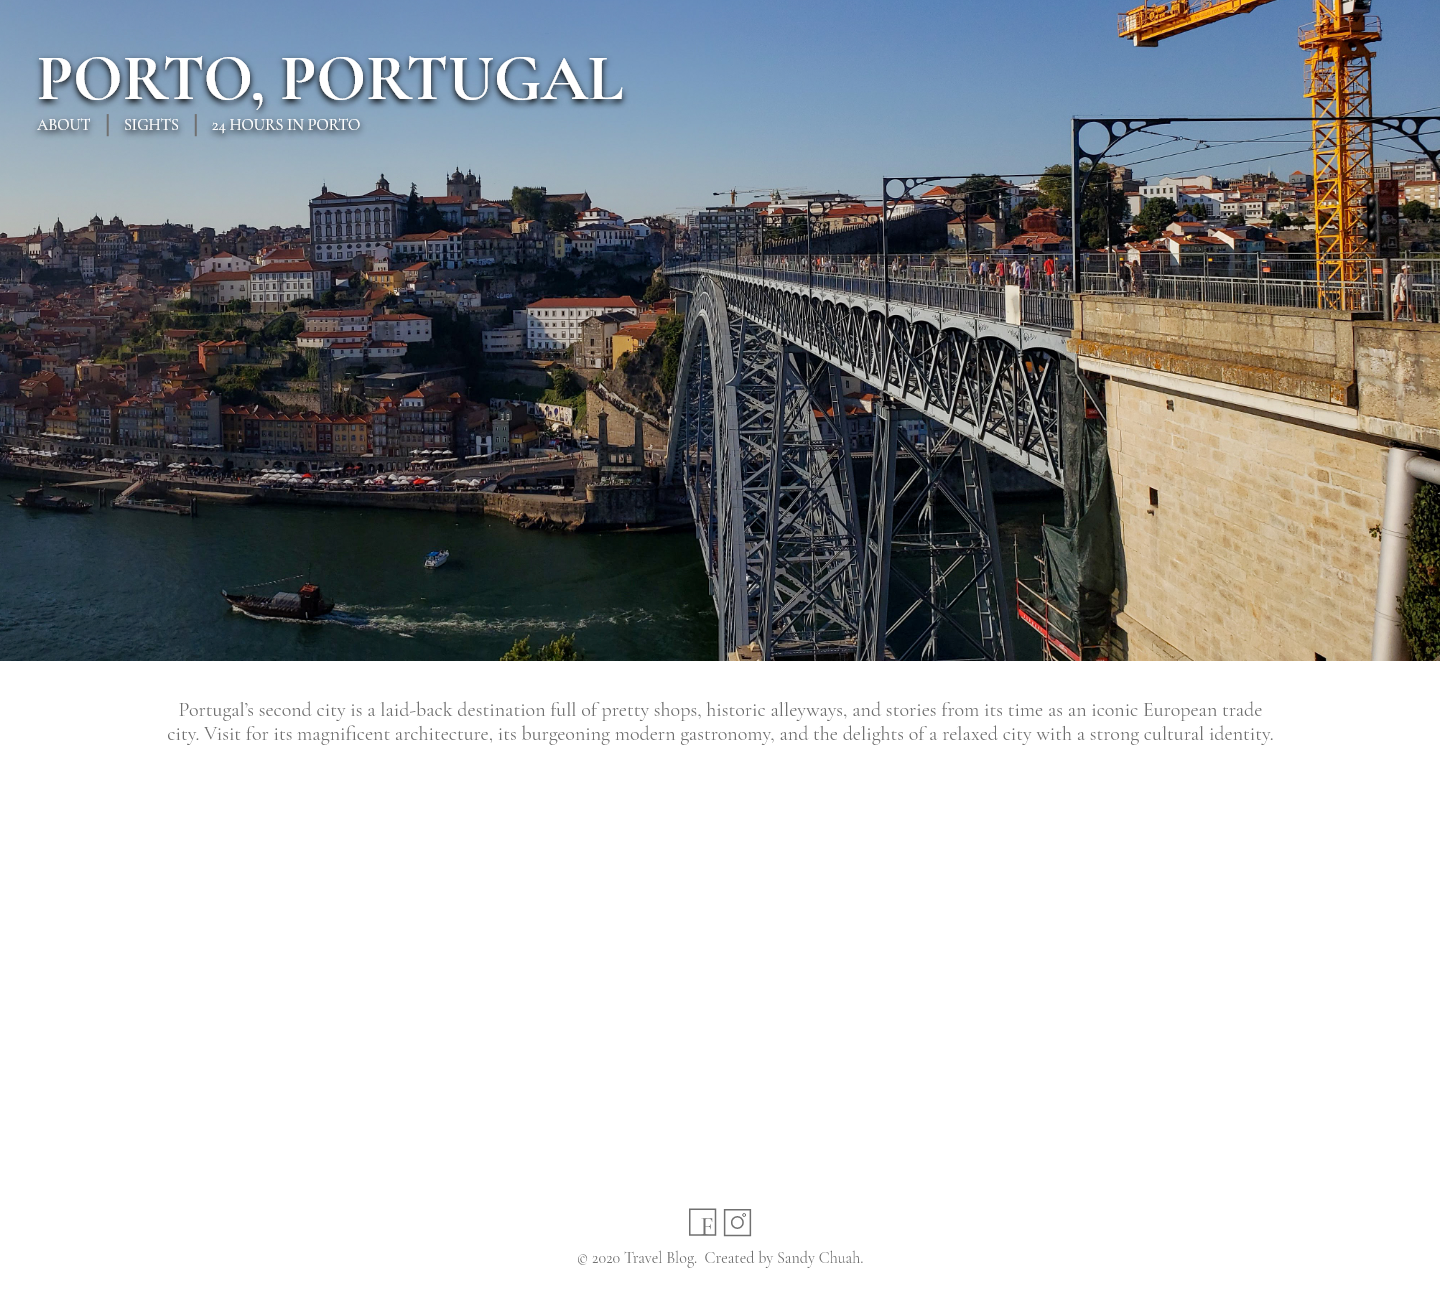 PORTO, PORTUGAL
ABOUT | SIGHTS | 24 HOURS IN PORTO
Portugal’s second city is a laid-back destination full of pretty shops, historic alleyways, and stories from its time as an iconic European trade
city. Visit for its magnificent architecture, its burgeoning modern gastronomy, and the delights of a relaxed city with a strong cultural identity.
F
© 2020 Travel Blog. Created by Sandy Chuah.